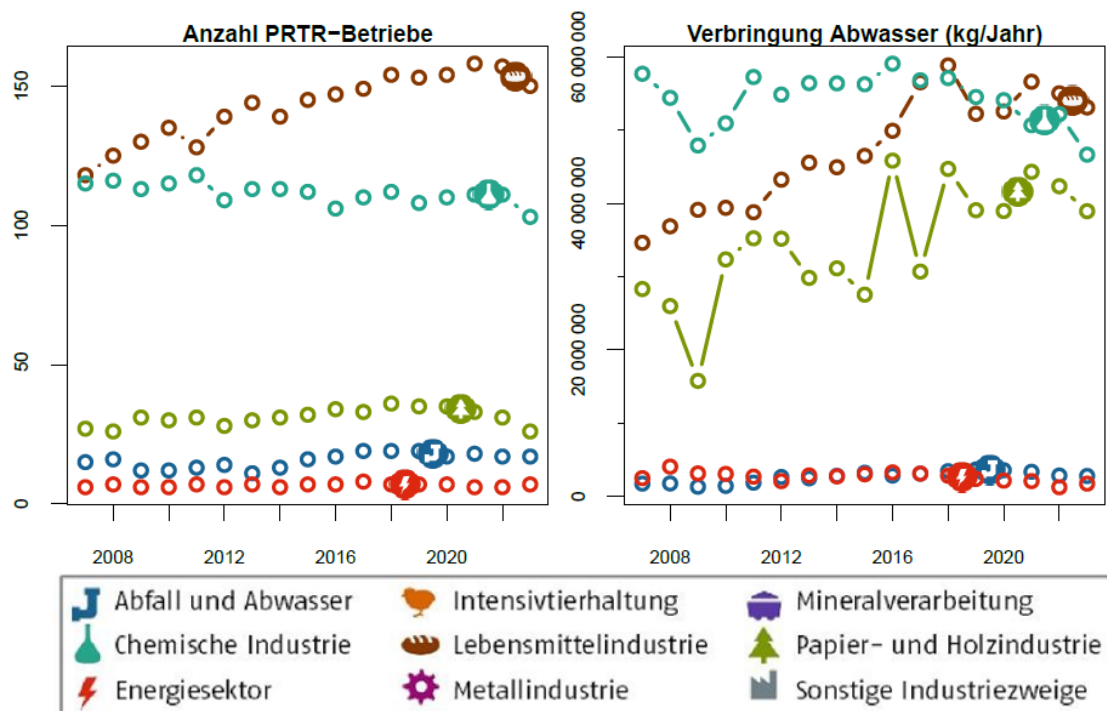 Anzahl PRTR−Betriebe
150
100
50
0
2008 2012 2016 2020
Verbringung Abwasser (kg/Jahr)
60 000 000
40 000 000
20 000 000
0
2008 2012 2016 2020
Abfall und Abwasser Intensivtierhaltung Mineralverarbeitung
Chemische Industrie Lebensmittelindustrie Papier- und Holzindustrie
Energiesektor Metallindustrie Sonstige Industriezweige